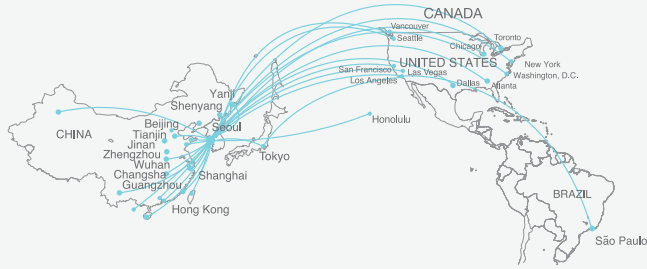 CANADA
Vancouver
Seattle
Toronto
Chicago
UNITED STATES
New York
San Francisco
Las Vegas
Washington, D.C.
Los Angeles
Dallas
Atlanta
Yanji
Shenyang
Honolulu
Beijing
Seoul
CHINA
Tianjin
Jinan
Zhengzhou
Tokyo
Wuhan
Changsha
Shanghai
Guangzhou
BRAZIL
Hong Kong
São Paulo